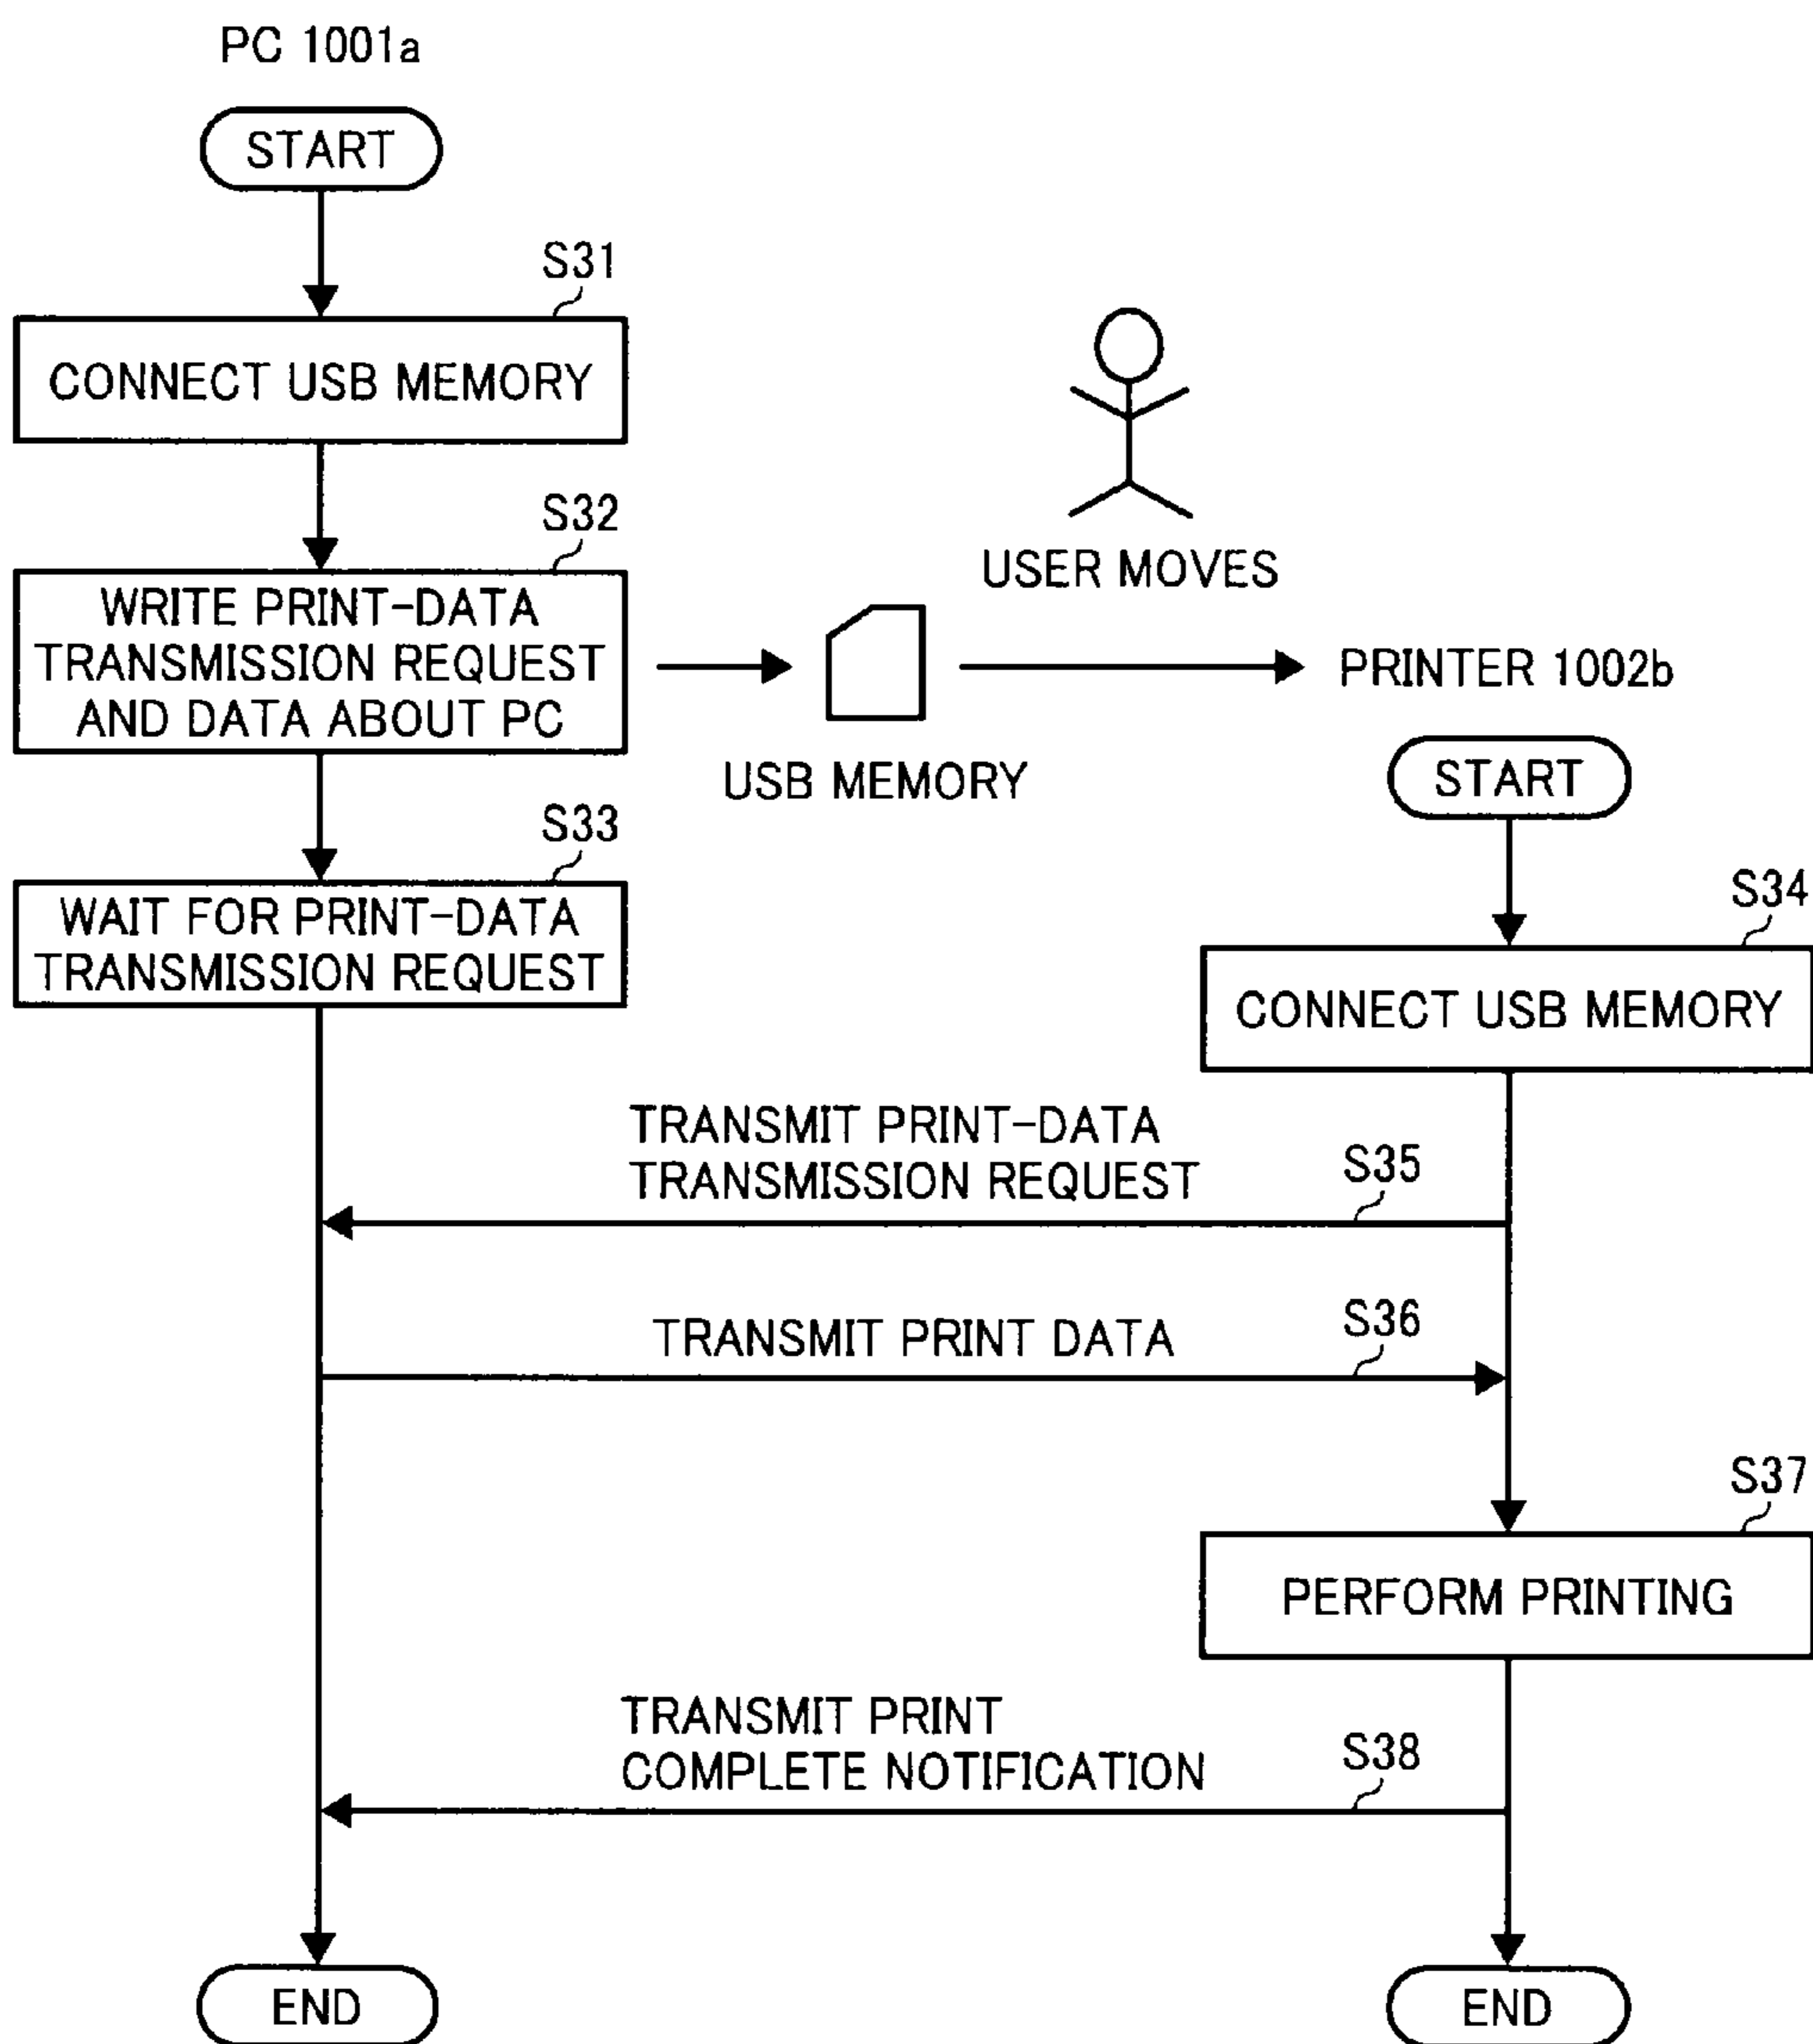 PC 1001a
START
S31
CONNECT USB MEMORY
S32
WRITE PRINT-DATA
TRANSMISSION REQUEST
AND DATA ABOUT PC
USER MOVES
USB MEMORY
PRINTER 1002b
START
S33
WAIT FOR PRINT-DATA
TRANSMISSION REQUEST
S34
CONNECT USB MEMORY
TRANSMIT PRINT-DATA
TRANSMISSION REQUEST
S35
TRANSMIT PRINT DATA
S36
S37
PERFORM PRINTING
TRANSMIT PRINT
COMPLETE NOTIFICATION
S38
END
END